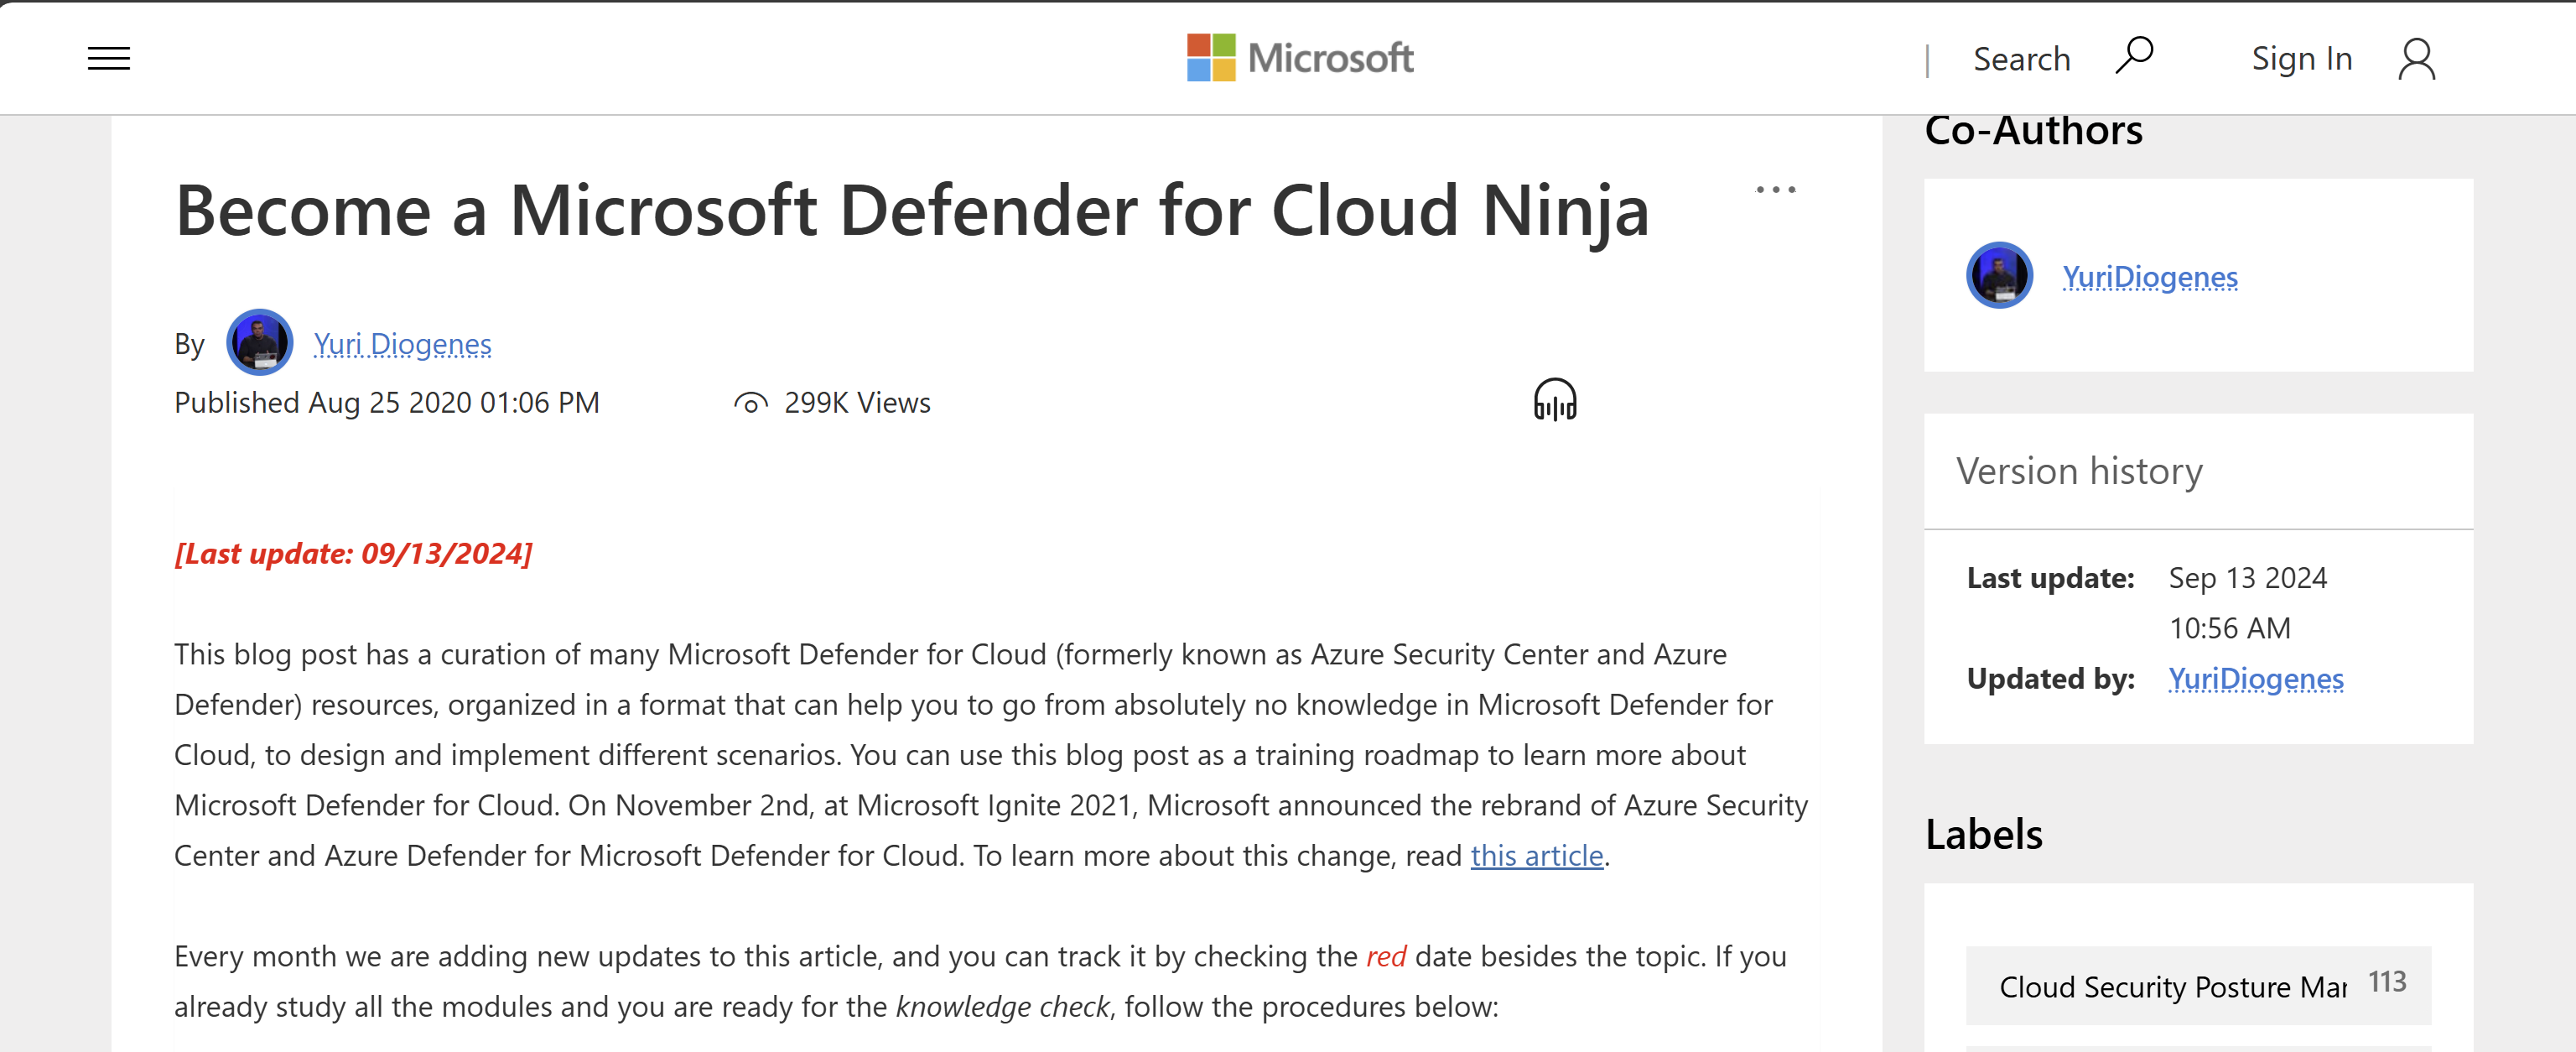 Microsoft
| Search
Sign In
Become a Microsoft Defender for Cloud Ninja
By Yuri Diogenes
Published Aug 25 2020 01:06 PM
299K Views
[Last update: 09/13/2024]
This blog post has a curation of many Microsoft Defender for Cloud (formerly known as Azure Security Center and Azure
Defender) resources, organized in a format that can help you to go from absolutely no knowledge in Microsoft Defender for
Cloud, to design and implement different scenarios. You can use this blog post as a training roadmap to learn more about
Microsoft Defender for Cloud. On November 2nd, at Microsoft Ignite 2021, Microsoft announced the rebrand of Azure Security
Center and Azure Defender for Microsoft Defender for Cloud. To learn more about this change, read this article.
Every month we are adding new updates to this article, and you can track it by checking the red date besides the topic. If you
already study all the modules and you are ready for the knowledge check, follow the procedures below:
Co-Authors
YuriDiogenes
Version history
Last update: Sep 13 2024
10:56 AM
Updated by: YuriDiogenes
Labels
Cloud Security Posture Mar 113